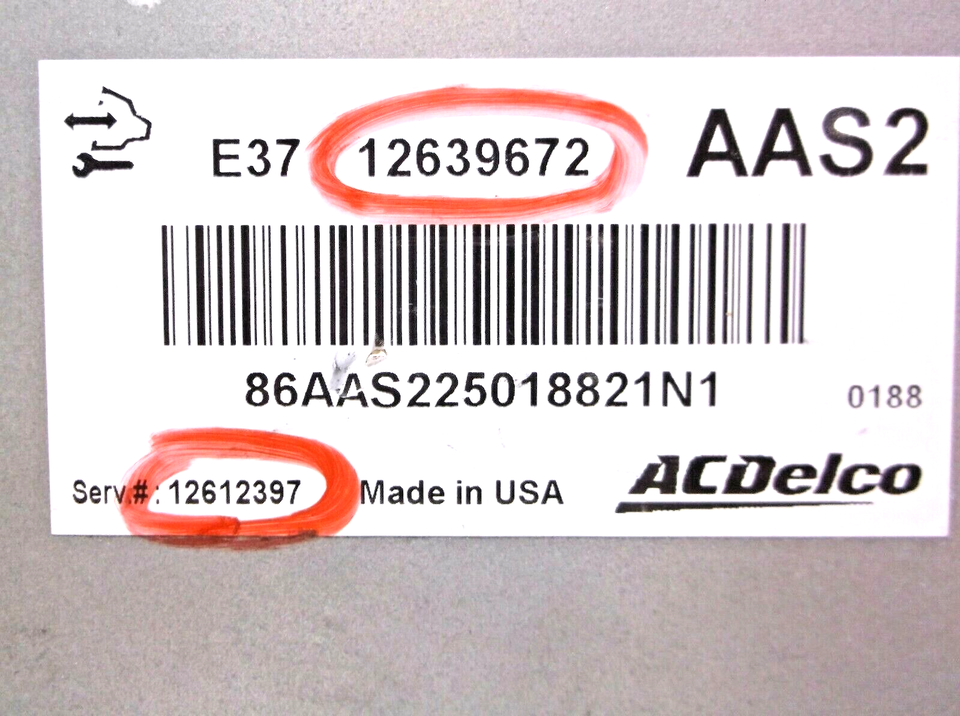 E37 12639672 AAS2
86AAS225018821N1 0188
Serv.#: 12612397 Made in USA ACDelco